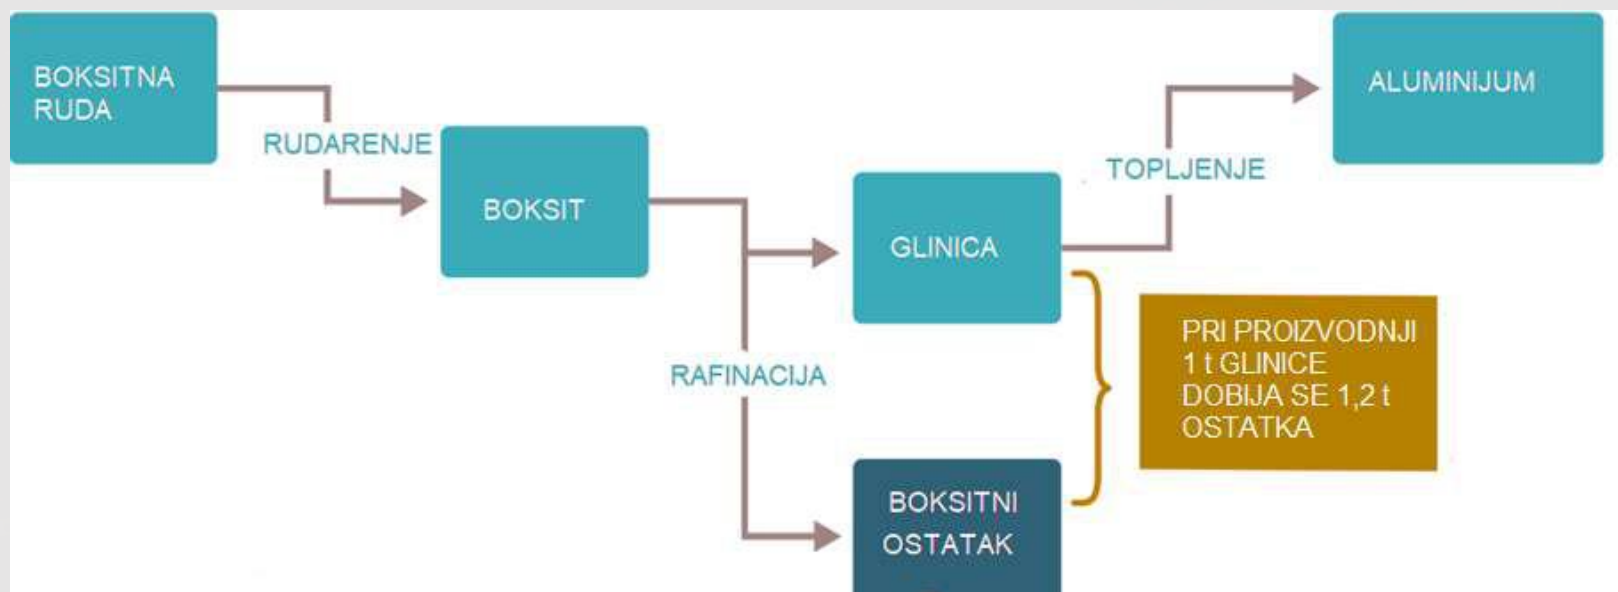 BOKSITNA
RUDA
RUDARENJE
BOKSIT
RAFINACIJA
GLINICA
BOKSITNI
OSTATAK
TOPLJENJE
ALUMINIJUM
PRI PROIZVODNJI
1 t GLINICE
DOBIJA SE 1,2 t
OSTATKA